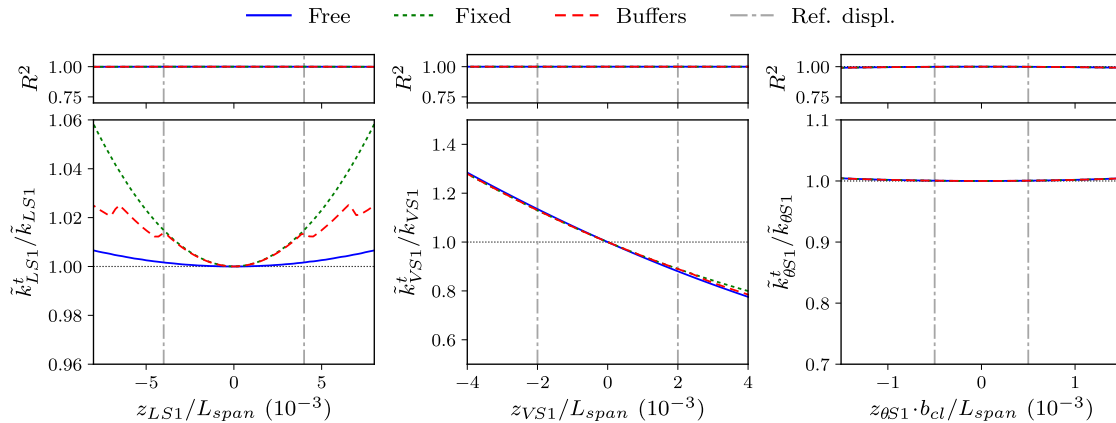 Free Fixed Buffers Ref. displ.
R² 1.00 0.75
R² 1.00 0.75
R² 1.00 0.75
k̃ᵗ_LS1/k̃_LS1
1.06
1.04
1.02
1.00
0.98
0.96
−5 0 5
z_LS1/L_span (10⁻³)
k̃ᵗ_VS1/k̃_VS1
1.4
1.2
1.0
0.8
0.6
−4 −2 0 2 4
z_VS1/L_span (10⁻³)
k̃ᵗ_θS1/k̃_θS1
1.1
1.0
0.9
0.8
0.7
−1 0 1
z_θS1·b_cl/L_span (10⁻³)